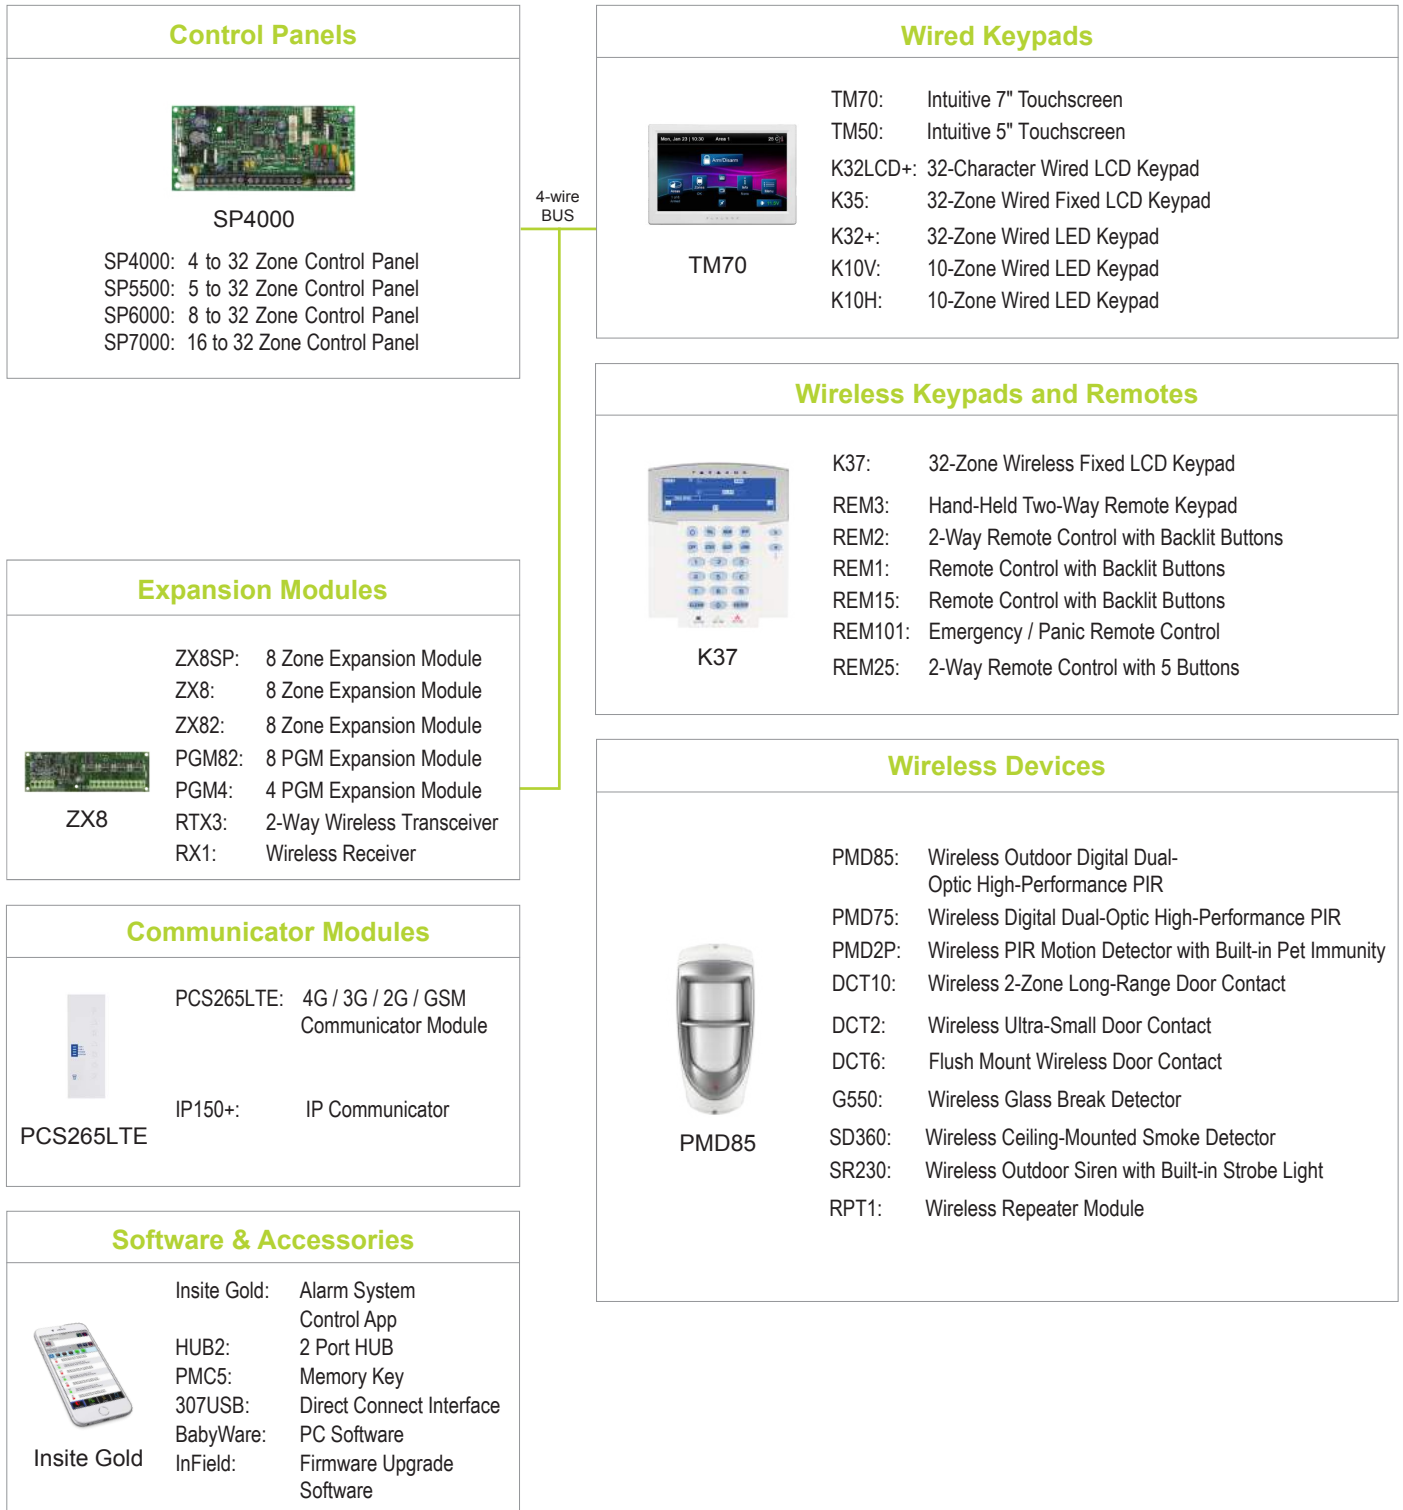 Control Panels
SP4000
SP4000: 4 to 32 Zone Control Panel
SP5500: 5 to 32 Zone Control Panel
SP6000: 8 to 32 Zone Control Panel
SP7000: 16 to 32 Zone Control Panel
4-wire
BUS
Wired Keypads
Mon, Jan 23 | 10:30 Area 1
Arm/Disarm
TM70
TM70: Intuitive 7" Touchscreen
TM50: Intuitive 5" Touchscreen
K32LCD+: 32-Character Wired LCD Keypad
K35: 32-Zone Wired Fixed LCD Keypad
K32+: 32-Zone Wired LED Keypad
K10V: 10-Zone Wired LED Keypad
K10H: 10-Zone Wired LED Keypad
Wireless Keypads and Remotes
K37
K37: 32-Zone Wireless Fixed LCD Keypad
REM3: Hand-Held Two-Way Remote Keypad
REM2: 2-Way Remote Control with Backlit Buttons
REM1: Remote Control with Backlit Buttons
REM15: Remote Control with Backlit Buttons
REM101: Emergency / Panic Remote Control
REM25: 2-Way Remote Control with 5 Buttons
Expansion Modules
ZX8
ZX8SP: 8 Zone Expansion Module
ZX8: 8 Zone Expansion Module
ZX82: 8 Zone Expansion Module
PGM82: 8 PGM Expansion Module
PGM4: 4 PGM Expansion Module
RTX3: 2-Way Wireless Transceiver
RX1: Wireless Receiver
Wireless Devices
PMD85
PMD85: Wireless Outdoor Digital Dual-
Optic High-Performance PIR
PMD75: Wireless Digital Dual-Optic High-Performance PIR
PMD2P: Wireless PIR Motion Detector with Built-in Pet Immunity
DCT10: Wireless 2-Zone Long-Range Door Contact
DCT2: Wireless Ultra-Small Door Contact
DCT6: Flush Mount Wireless Door Contact
G550: Wireless Glass Break Detector
SD360: Wireless Ceiling-Mounted Smoke Detector
SR230: Wireless Outdoor Siren with Built-in Strobe Light
RPT1: Wireless Repeater Module
Communicator Modules
PCS265LTE
PCS265LTE: 4G / 3G / 2G / GSM
Communicator Module
IP150+: IP Communicator
Software & Accessories
Insite Gold
Insite Gold: Alarm System
Control App
HUB2: 2 Port HUB
PMC5: Memory Key
307USB: Direct Connect Interface
BabyWare: PC Software
InField: Firmware Upgrade
Software